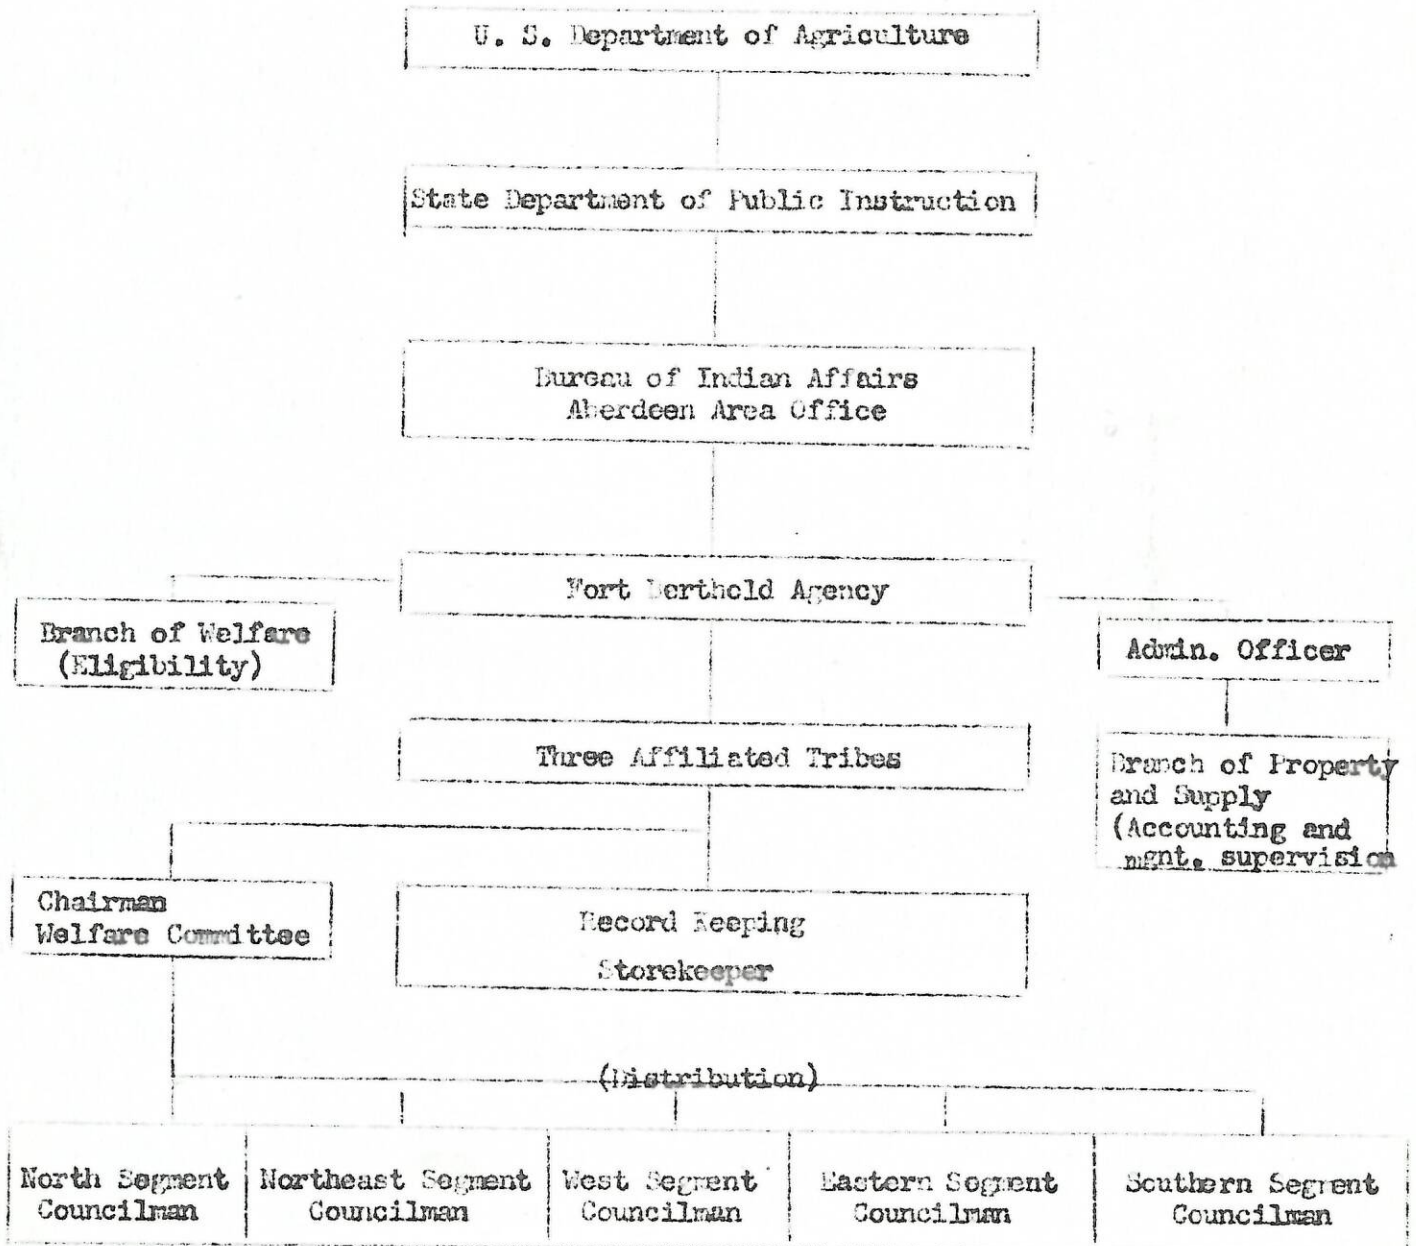 U. S. Department of Agriculture
State Department of Public Instruction
Bureau of Indian Affairs
Aberdeen Area Office
Fort Berthold Agency
Branch of Welfare
(Eligibility)
Admin. Officer
Three Affiliated Tribes
Branch of Property
and Supply
(Accounting and
mgnt. supervision
Chairman
Welfare Committee
Record Keeping
Storekeeper
(Distribution)
North Segment
Councilman
Northeast Segment
Councilman
West Segment
Councilman
Eastern Segment
Councilman
Southern Segment
Councilman